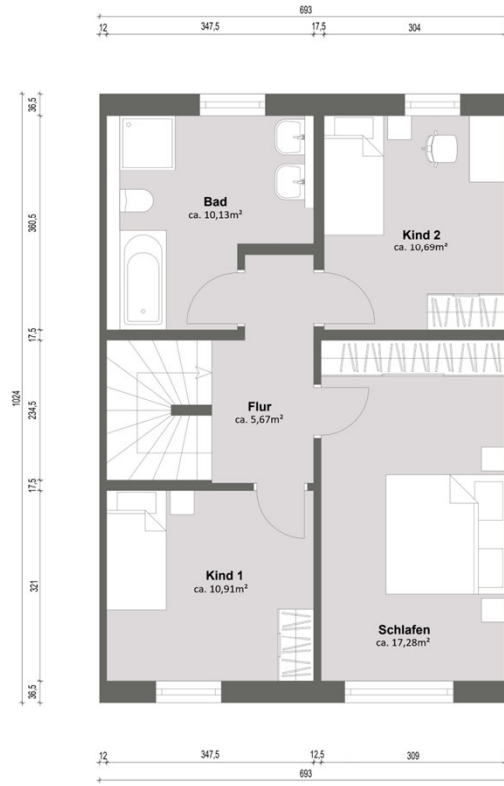 693
12 347,5 17,5 304
36,5
360,5
17,5
1024
234,5
17,5
321
36,5
Bad
ca. 10,13m²
Kind 2
ca. 10,69m²
Flur
ca. 5,67m²
Kind 1
ca. 10,91m²
Schlafen
ca. 17,28m²
12 347,5 12,5 309
693